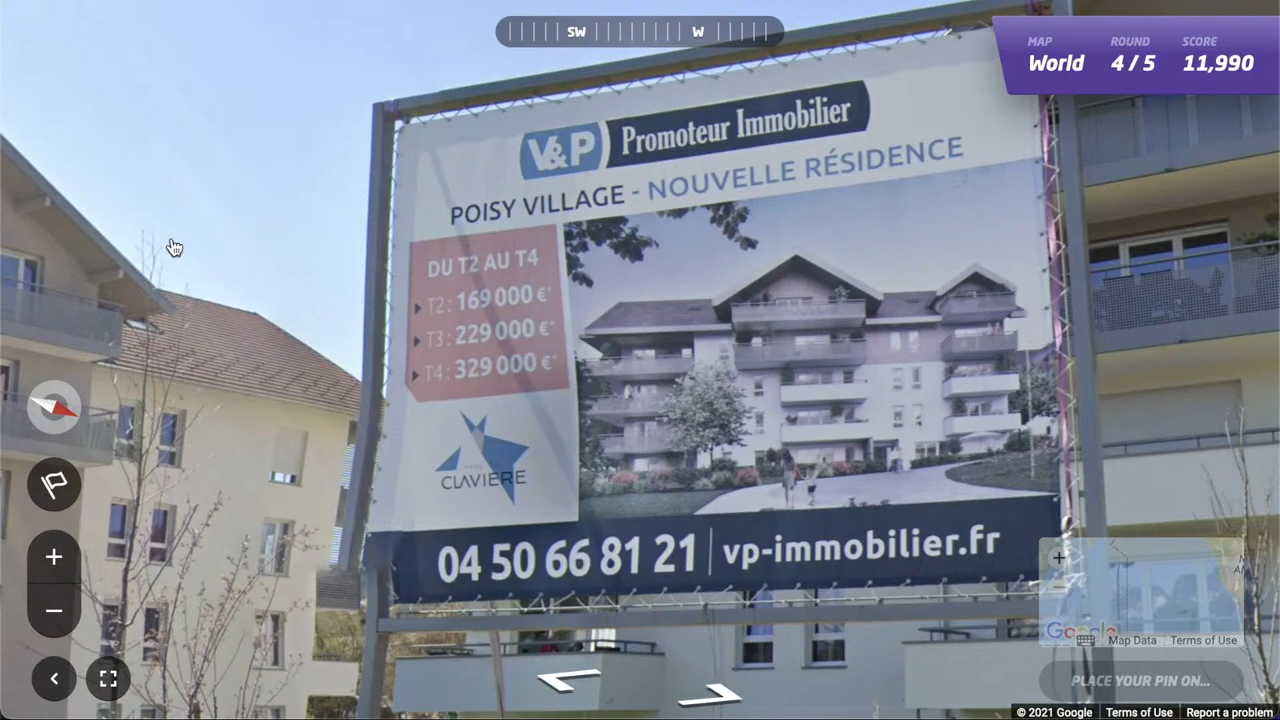 SW W
MAP ROUND SCORE
World 4 / 5 11,990
V&P Promoteur Immobilier
POISY VILLAGE - NOUVELLE RÉSIDENCE
DU T2 AU T4
T2 : 169 000 €*
T3 : 229 000 €*
T4 : 329 000 €*
PARC
CLAVIERE
04 50 66 81 21 | vp-immobilier.fr
+
−
+
Google
Map Data Terms of Use
PLACE YOUR PIN ON...
© 2021 Google Terms of Use Report a problem